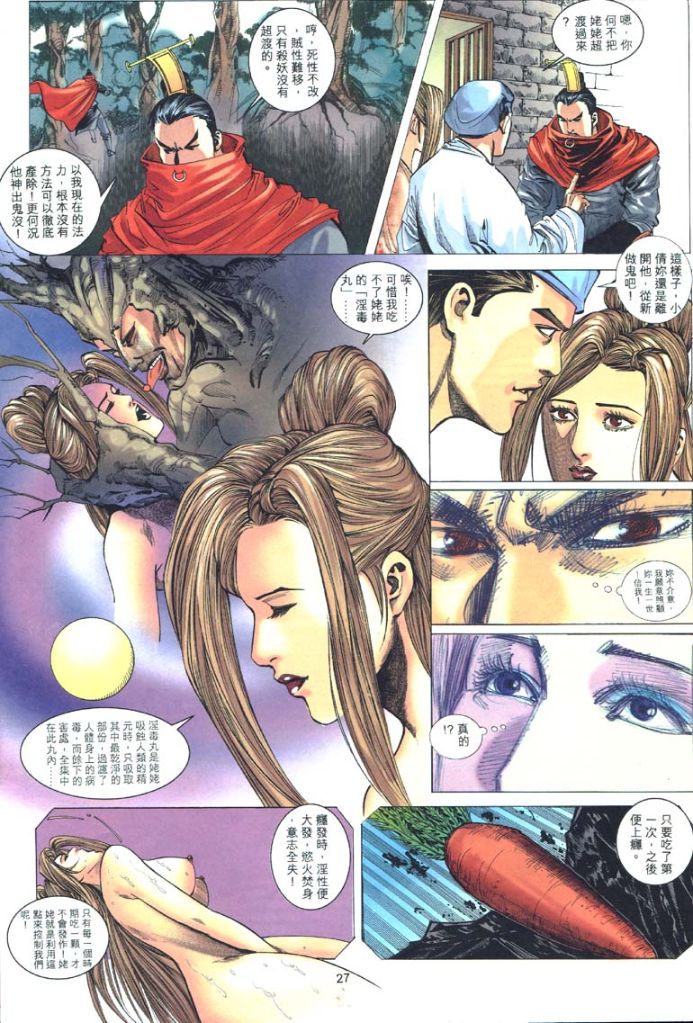 嗯，你
何不把
姥姥超
渡過來
？
哼，死性不改
，賊性難移，
只有殺妖沒有
超渡的。
以我現在的法
力，根本沒有
方法可以徹底
產除！更何況
他神出鬼沒！
這樣子，小
倩妳還是離
開他，從新
做鬼吧！
唉！……
可惜我吃
不了姥姥
的「淫毒
丸」……
妳不介意，
我願意照顧
妳一生一世
！信我！
真的
?!
淫毒丸是姥姥
吸蝕人類的精
元時，只吸取
其中最乾淨的
部份，過濾了
人體身上的病
毒，而餘下的
害處，全集中
在此丸內……
只要吃了第
一次，之後
便上癮。
癮發時，淫性便
大發，慾火焚身
，意志全失！
只有每一個時
期吃一顆，才
不會發作！姥
姥就是利用這
點來控制我們
呢！
27